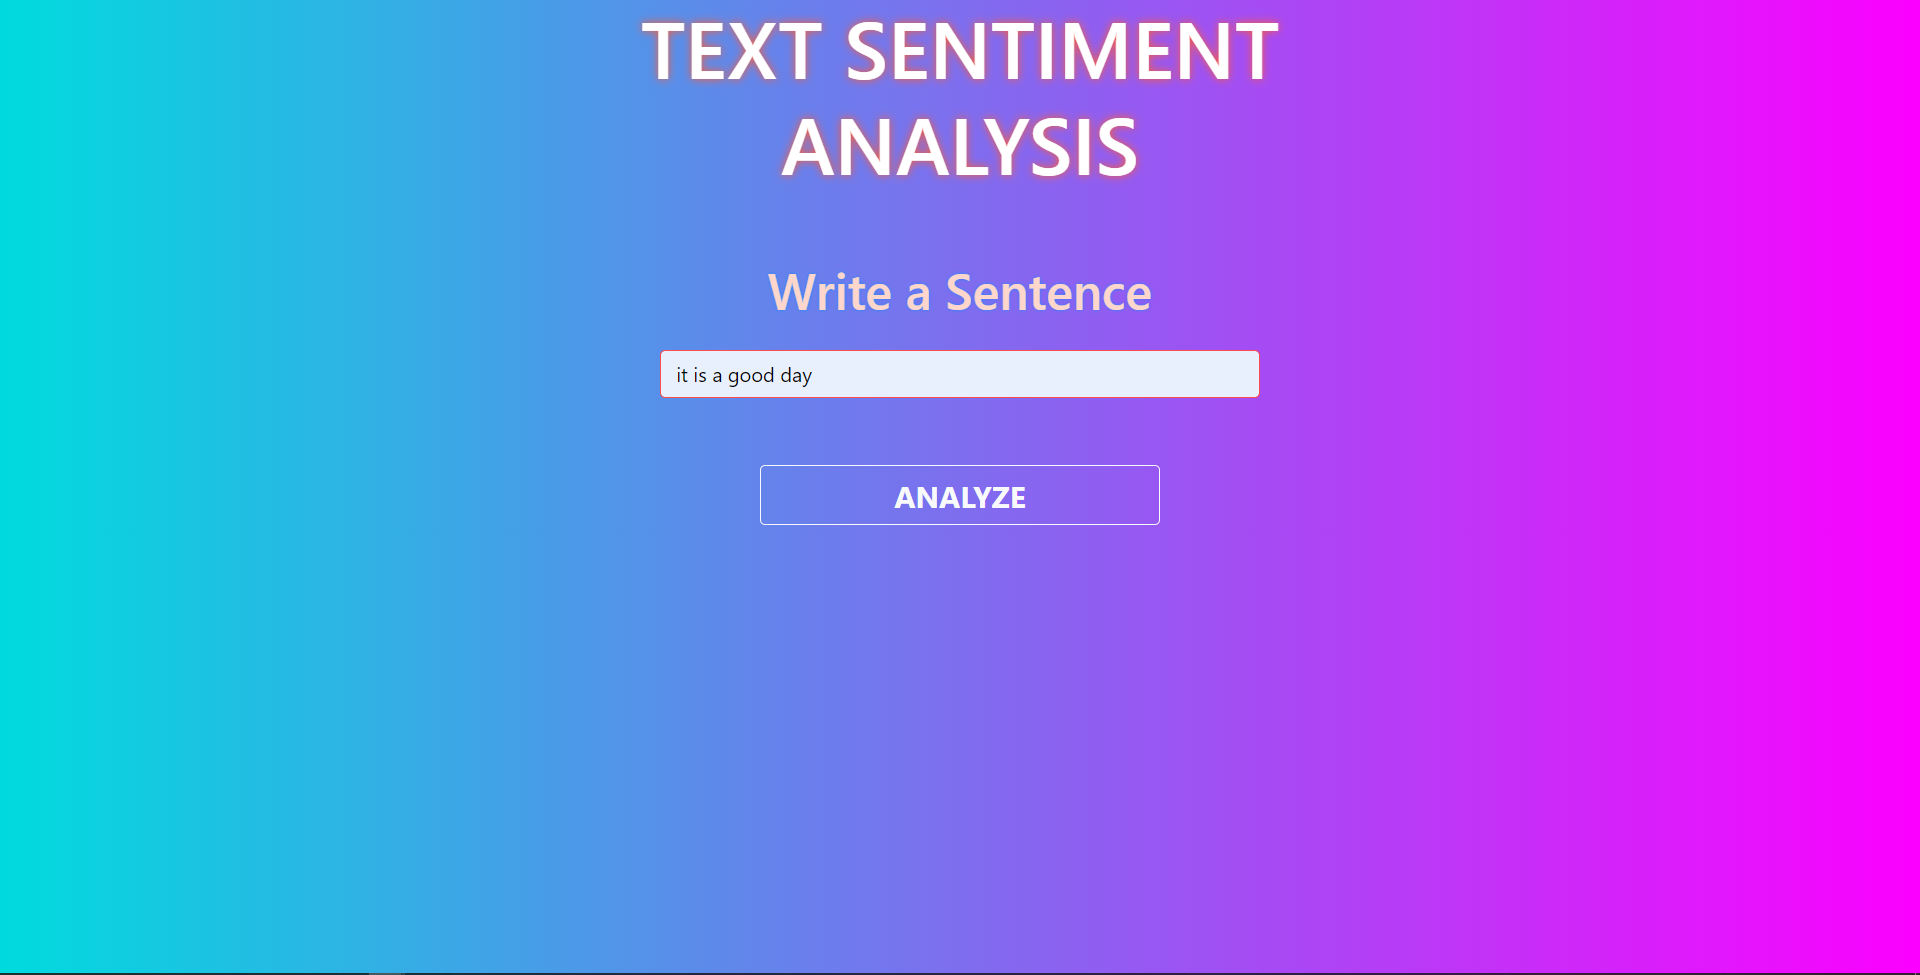 TEXT SENTIMENT
ANALYSIS
Write a Sentence
it is a good day
ANALYZE